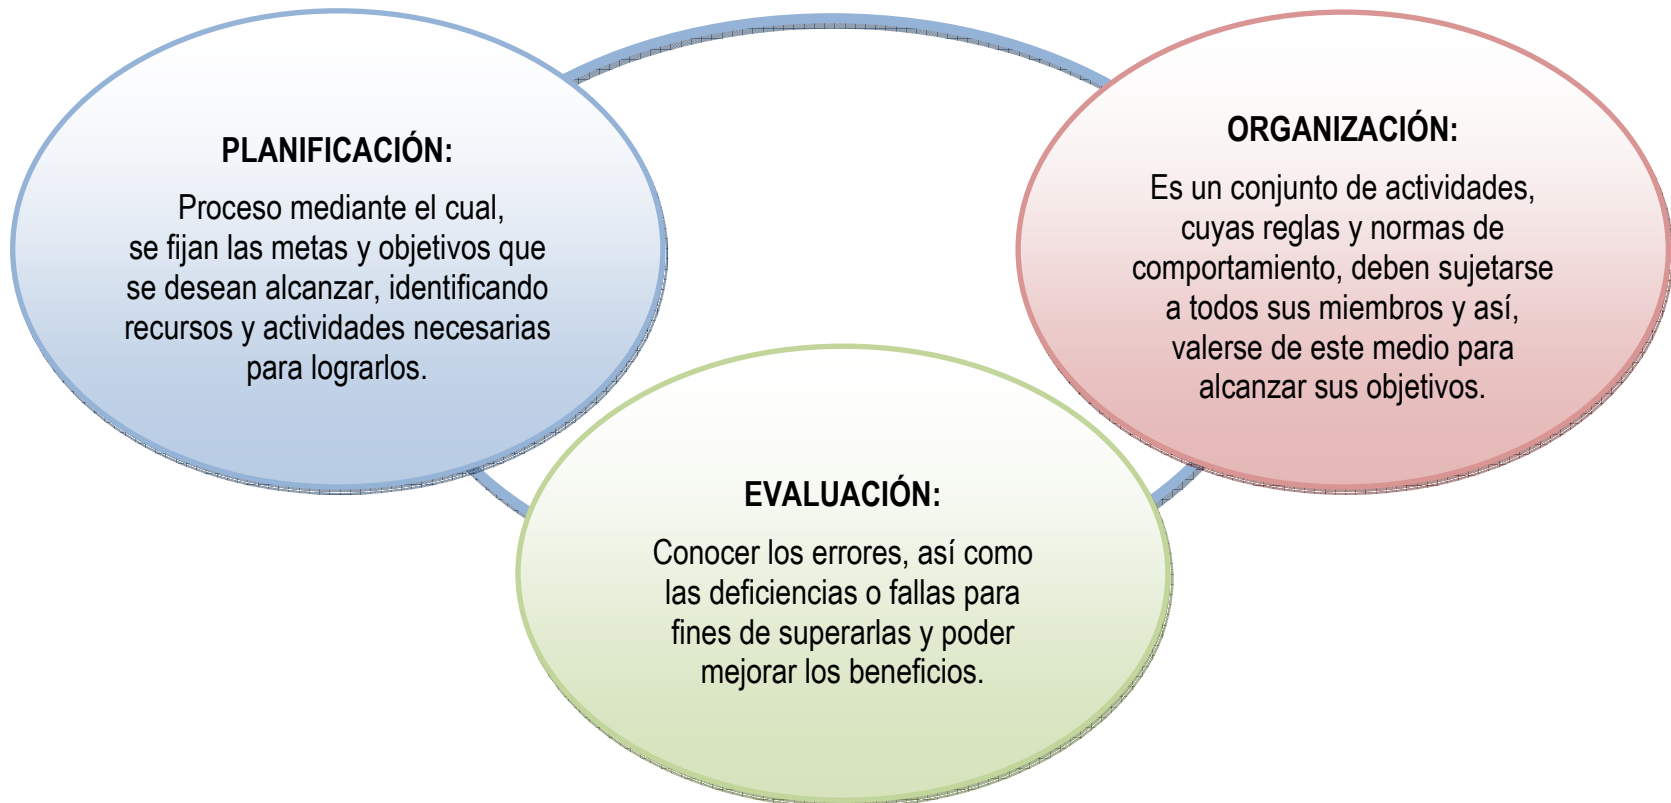 PLANIFICACIÓN:
Proceso mediante el cual,
se fijan las metas y objetivos que
se desean alcanzar, identificando
recursos y actividades necesarias
para lograrlos.
ORGANIZACIÓN:
Es un conjunto de actividades,
cuyas reglas y normas de
comportamiento, deben sujetarse
a todos sus miembros y así,
valerse de este medio para
alcanzar sus objetivos.
EVALUACIÓN:
Conocer los errores, así como
las deficiencias o fallas para
fines de superarlas y poder
mejorar los beneficios.